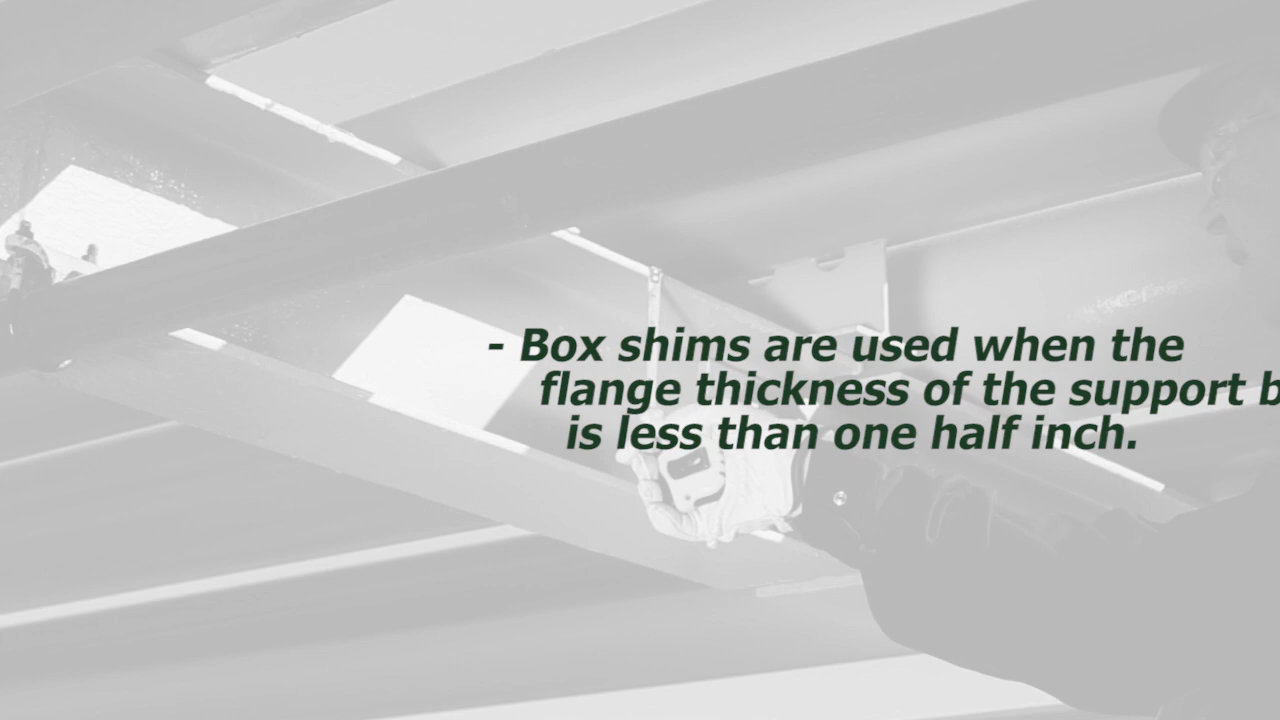 - Box shims are used when the
flange thickness of the support
is less than one half inch.